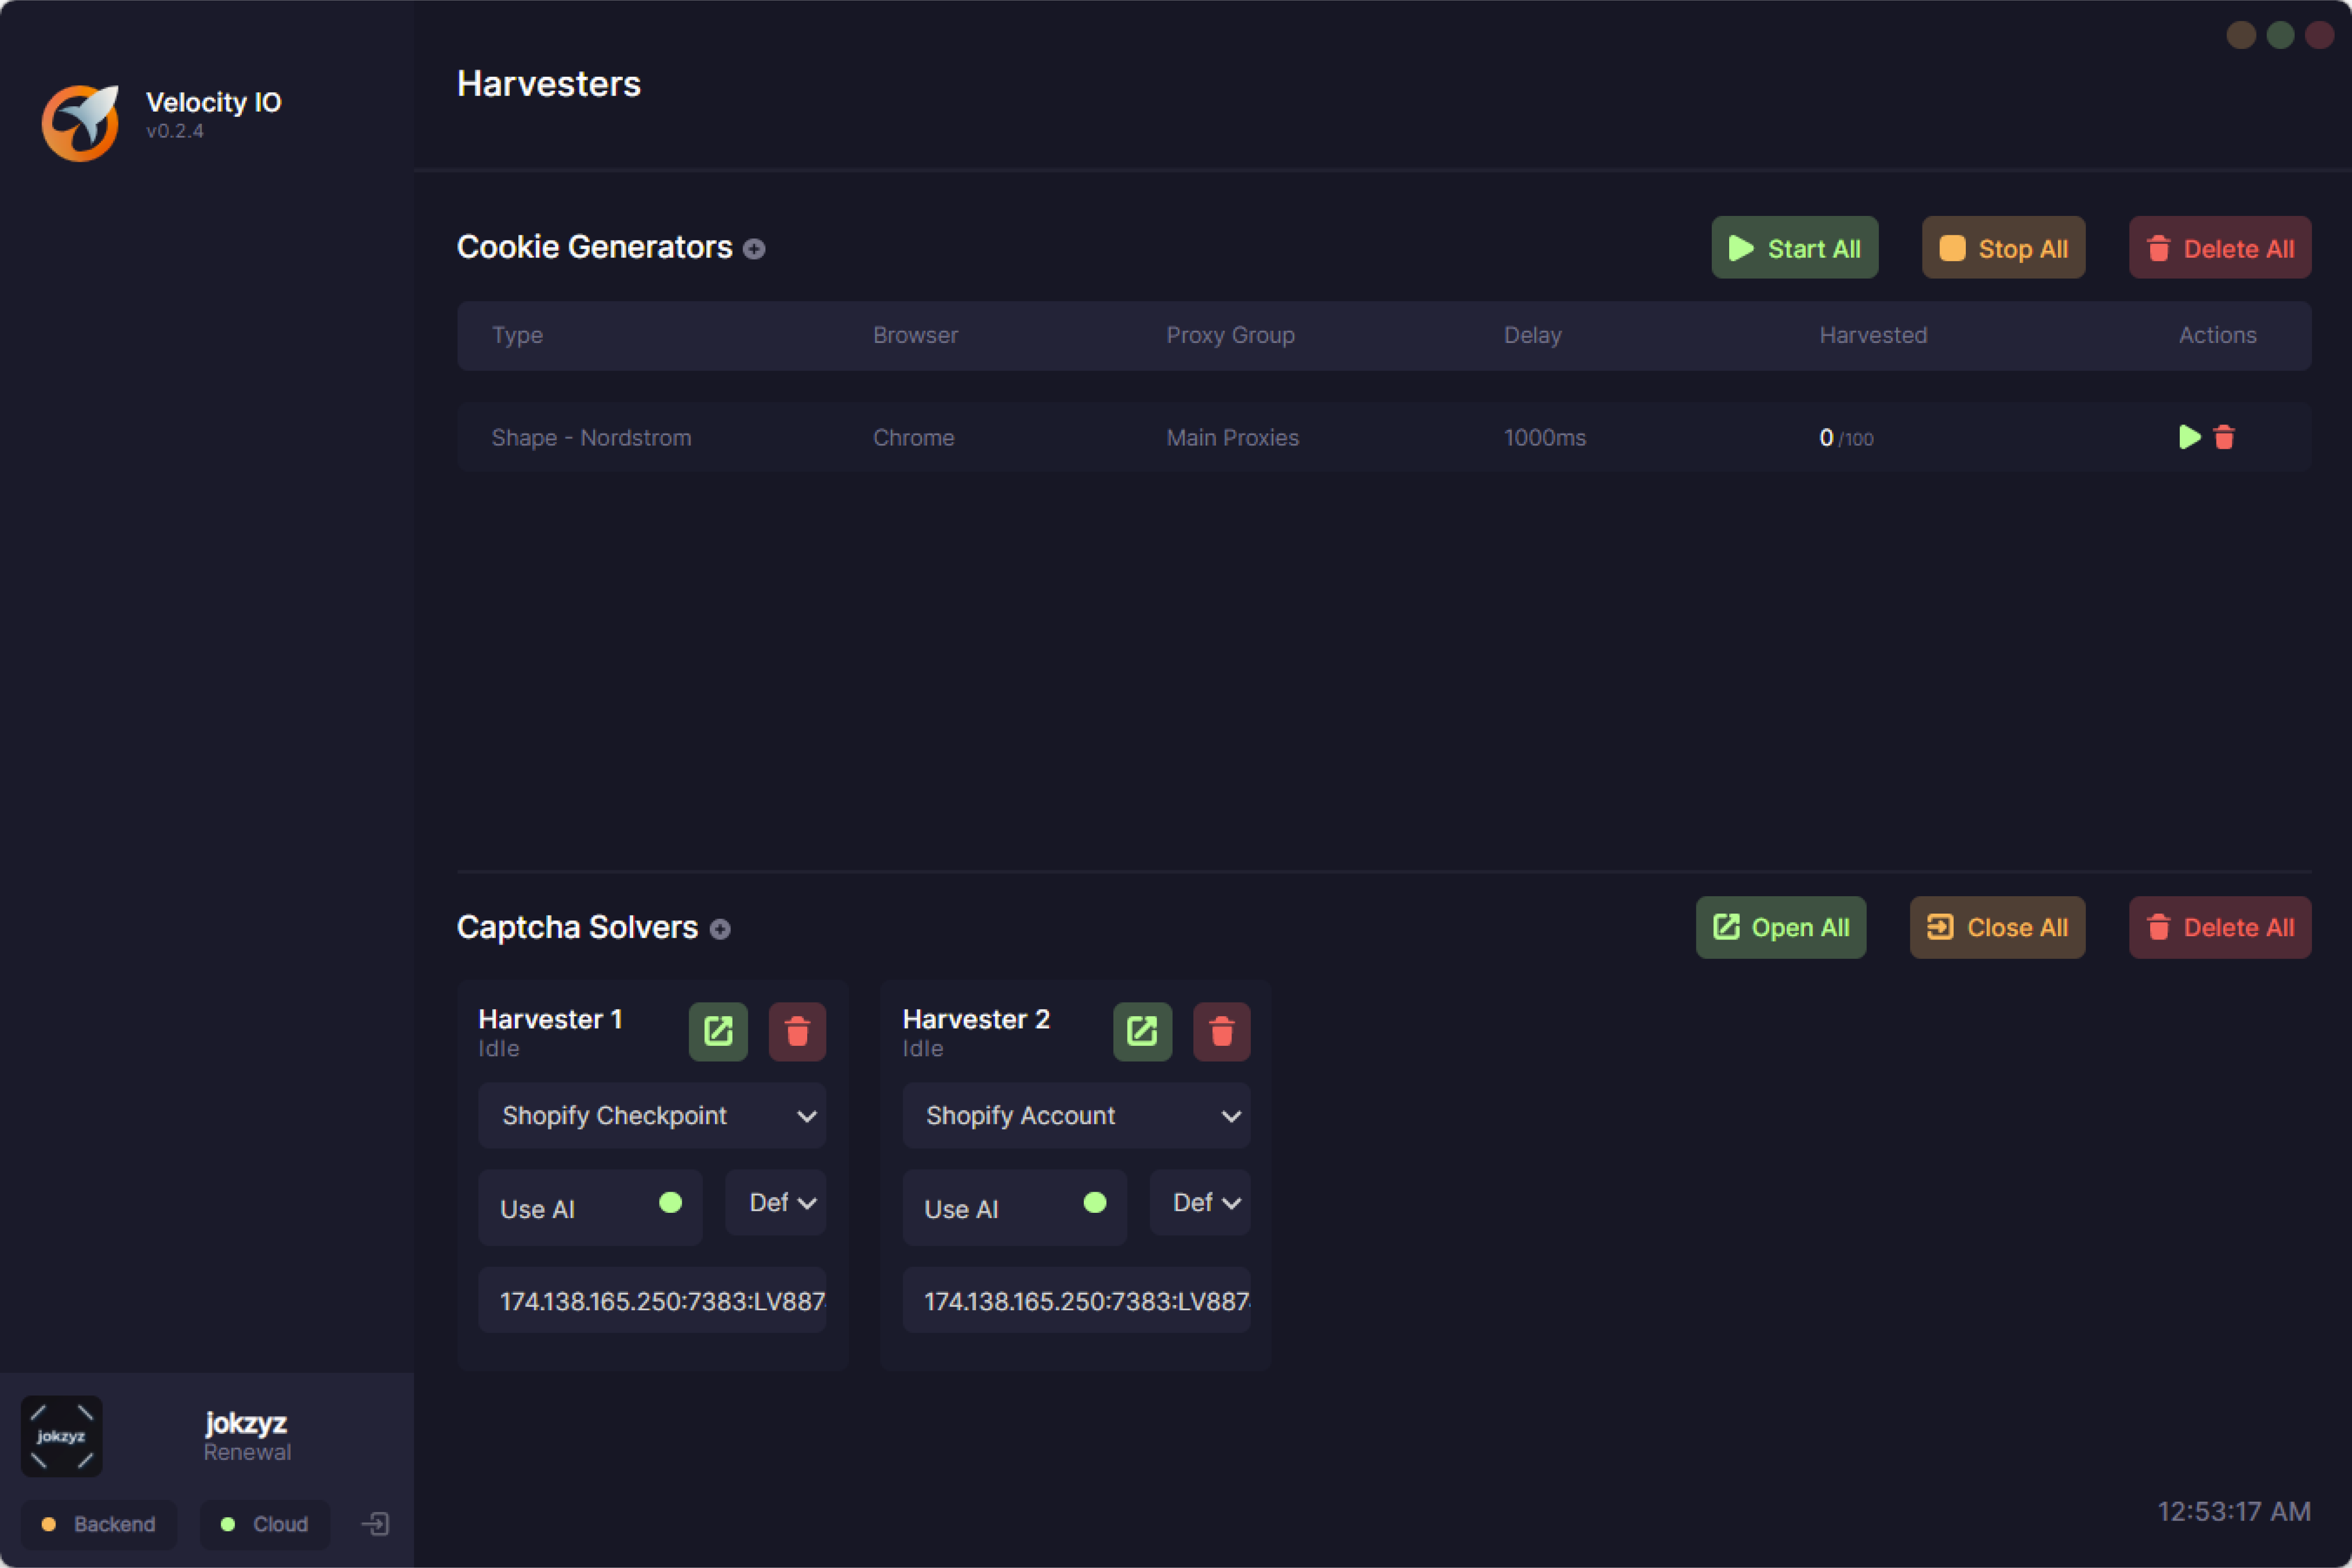 Velocity IO
v0.2.4
Harvesters
Cookie Generators
Start All
Stop All
Delete All
Type Browser Proxy Group Delay Harvested Actions
Shape - Nordstrom Chrome Main Proxies 1000ms 0 /100
Captcha Solvers
Open All
Close All
Delete All
Harvester 1
Idle
Shopify Checkpoint
Use AI
Def
174.138.165.250:7383:LV887
Harvester 2
Idle
Shopify Account
Use AI
Def
174.138.165.250:7383:LV887
jokzyz
jokzyz
Renewal
Backend
Cloud
12:53:17 AM